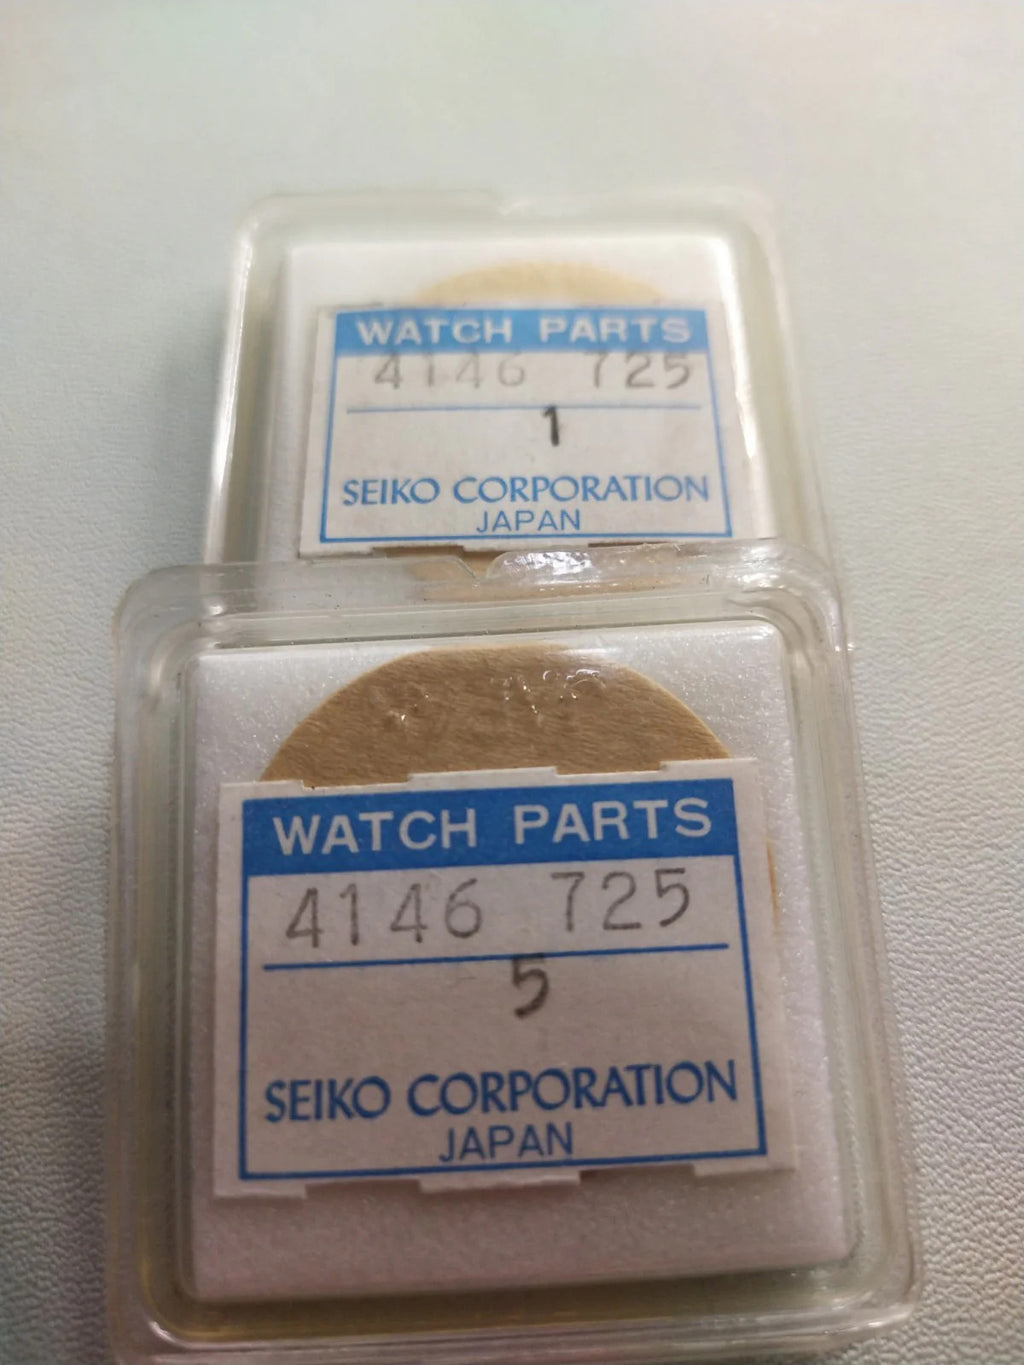 WATCH PARTS
4146 725
1
SEIKO CORPORATION
JAPAN
WATCH PARTS
4146 725
5
SEIKO CORPORATION
JAPAN